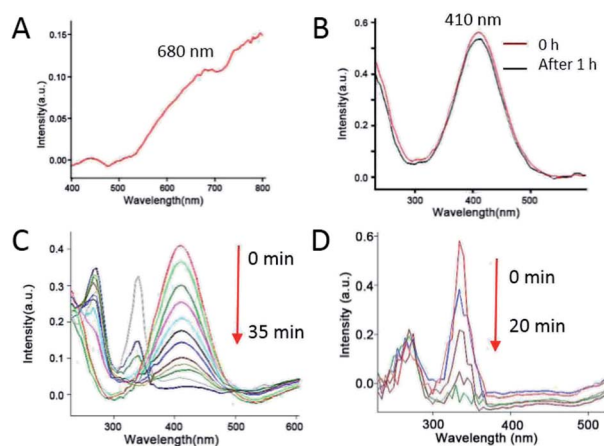 A
680 nm
Intensity(a.u.)
0.15
0.10
0.05
0.00
400 500 600 700 800
Wavelength(nm)
B
410 nm
0 h
After 1 h
Intensity(a.u.)
0.6
0.4
0.2
0.0
300 400 500
Wavelength(nm)
C
0 min
35 min
Intensity(a.u.)
0.4
0.3
0.2
0.1
0.0
300 400 500 600
Wavelength(nm)
D
0 min
20 min
Intensity(a.u.)
0.6
0.4
0.2
0.0
230 300 400 500
Wavelength(nm)